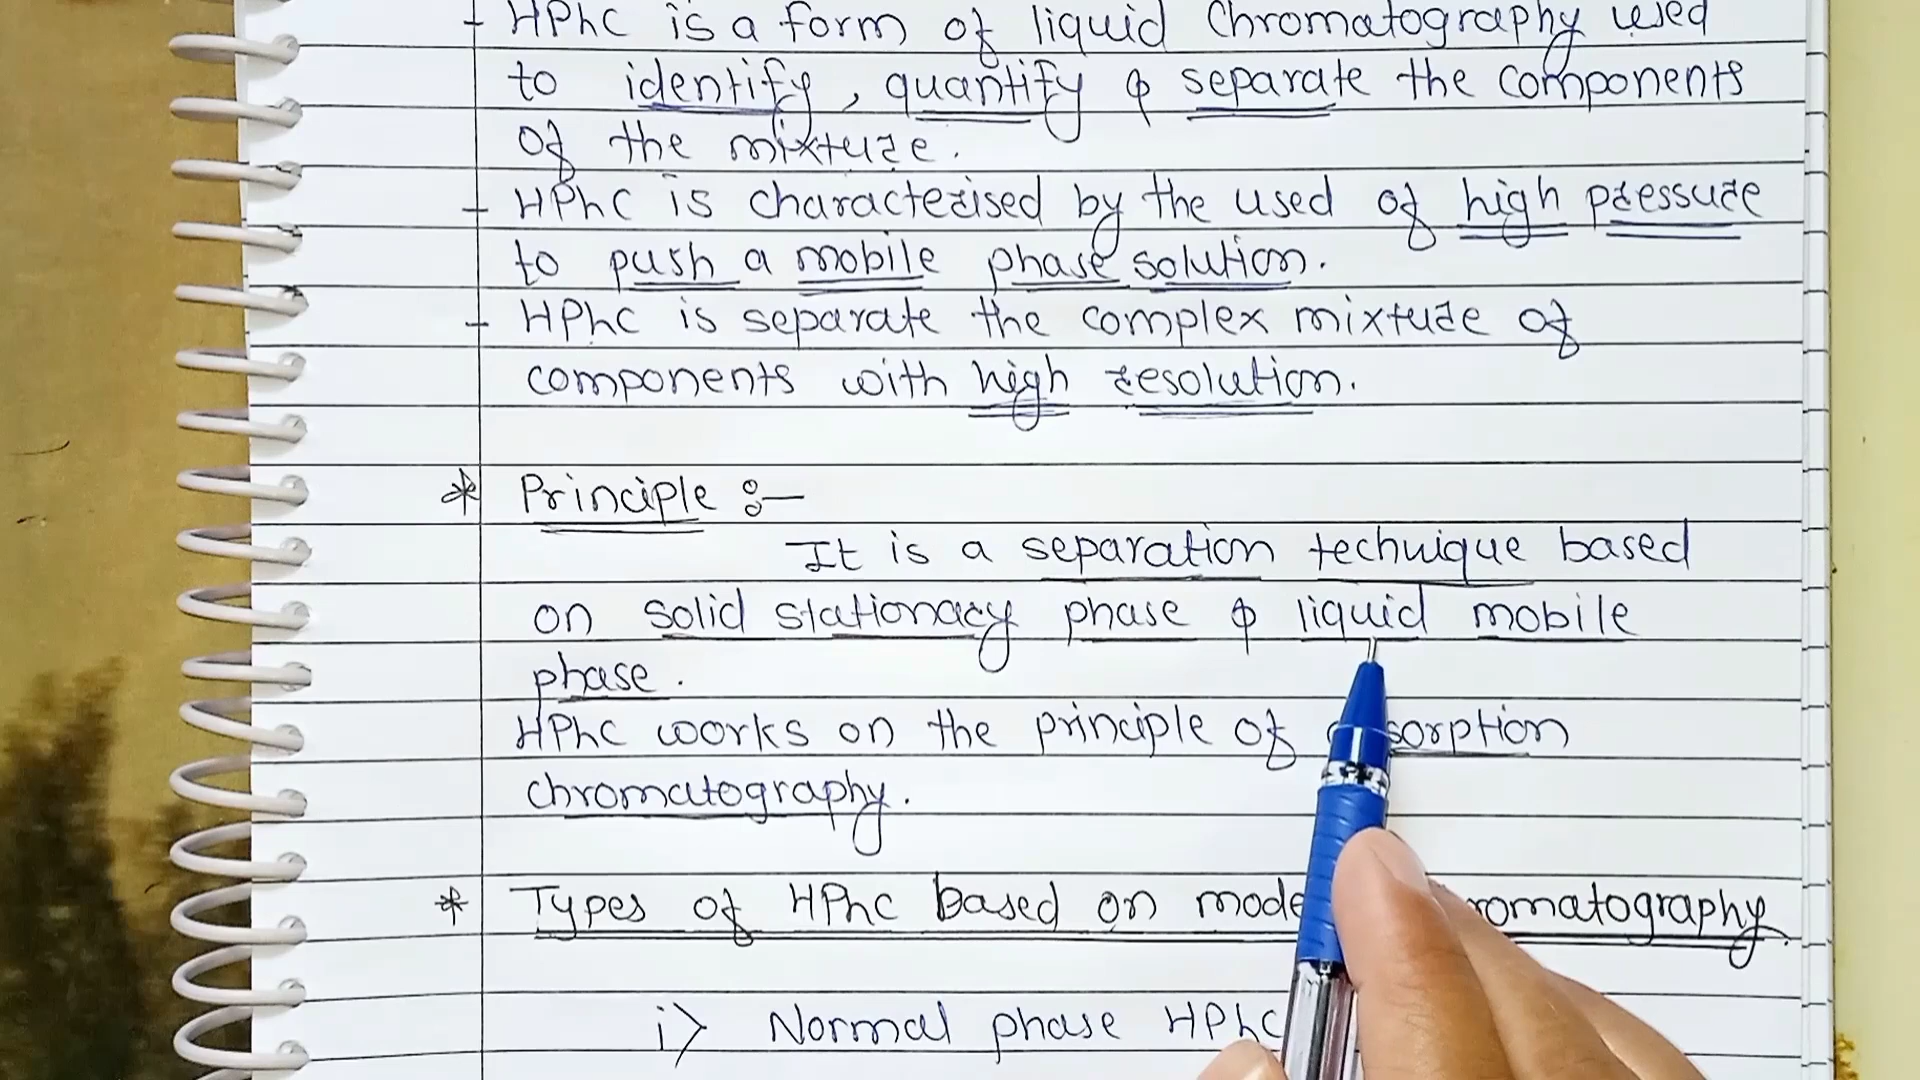 - HPLC is a form of liquid Chromatography used
to identify, quantify & separate the components
of the mixture.
- HPLC is characterised by the used of high pressure
to push a mobile phase solution.
- HPLC is separate the complex mixture of
components with high resolution.
* Principle :-
It is a separation technique based
on solid stationary phase & liquid mobile
phase.
HPLC works on the principle of sorption
chromatography.
* Types of HPLC based on mode romatography.
i) Normal phase HPLC